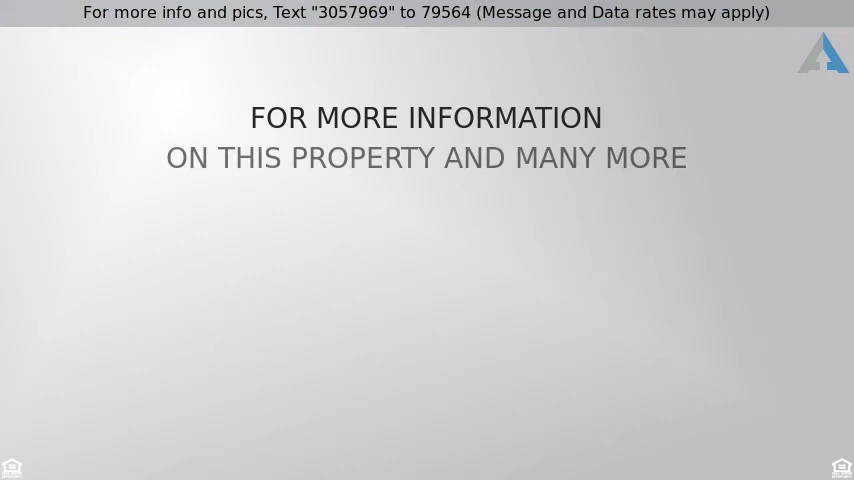 For more info and pics, Text "3057969" to 79564 (Message and Data rates may apply)
FOR MORE INFORMATION
ON THIS PROPERTY AND MANY MORE